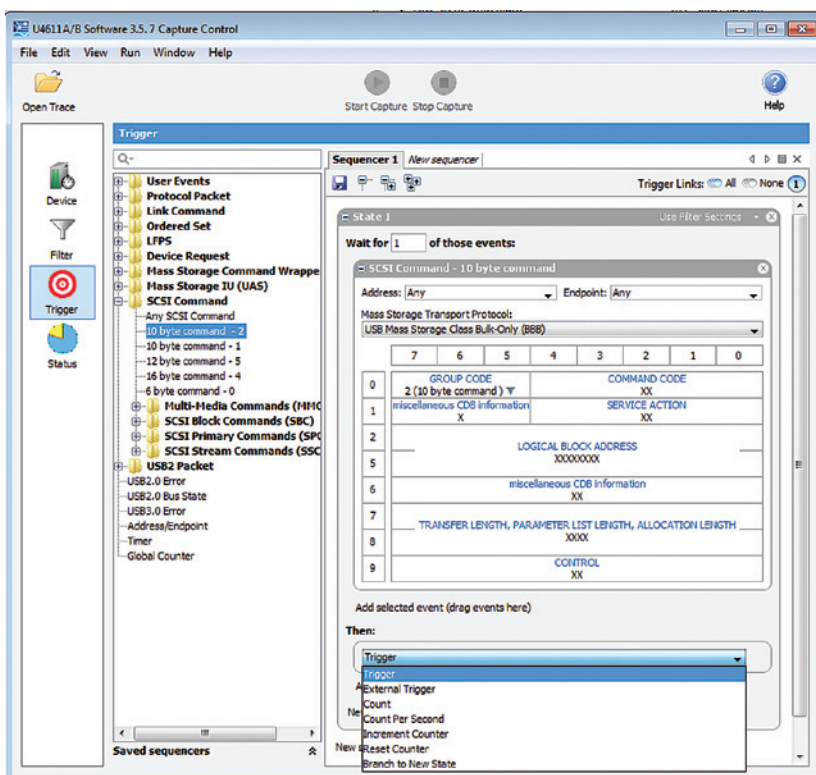 U4611A/B Software 3.5.7 Capture Control
File Edit View Run Window Help
Open Trace
Start Capture Stop Capture
Help
Device
Filter
Trigger
Status
Trigger
User Events
Protocol Packet
Link Command
Ordered Set
LFPS
Device Request
Mass Storage Command Wrappe
Mass Storage IU (UAS)
SCSI Command
Any SCSI Command
10 byte command - 2
10 byte command - 1
12 byte command - 5
16 byte command - 4
6 byte command - 0
Multi-Media Commands (MMC
SCSI Block Commands (SBC)
SCSI Primary Commands (SPC
SCSI Stream Commands (SSC
USB2 Packet
USB2.0 Error
USB2.0 Bus State
USB3.0 Error
Address/Endpoint
Timer
Global Counter
Saved sequencers
Sequencer 1 New sequencer
Trigger Links: All None 1
State 1 Use Filter Settings
Wait for 1 of those events:
SCSI Command - 10 byte command
Address: Any Endpoint: Any
Mass Storage Transport Protocol:
USB Mass Storage Class Bulk-Only (BBB)
7 6 5 4 3 2 1 0
0 GROUP CODE COMMAND CODE
2 (10 byte command ) XX
1 miscellaneous CDB information SERVICE ACTION
X XX
2
LOGICAL BLOCK ADDRESS
XXXXXXXX
5
6 miscellaneous CDB information
XX
7
TRANSFER LENGTH, PARAMETER LIST LENGTH, ALLOCATION LENGTH
XXXX
8
9 CONTROL
XX
Add selected event (drag events here)
Then:
Trigger
Trigger
External Trigger
Count
Count Per Second
Increment Counter
Reset Counter
Branch to New State